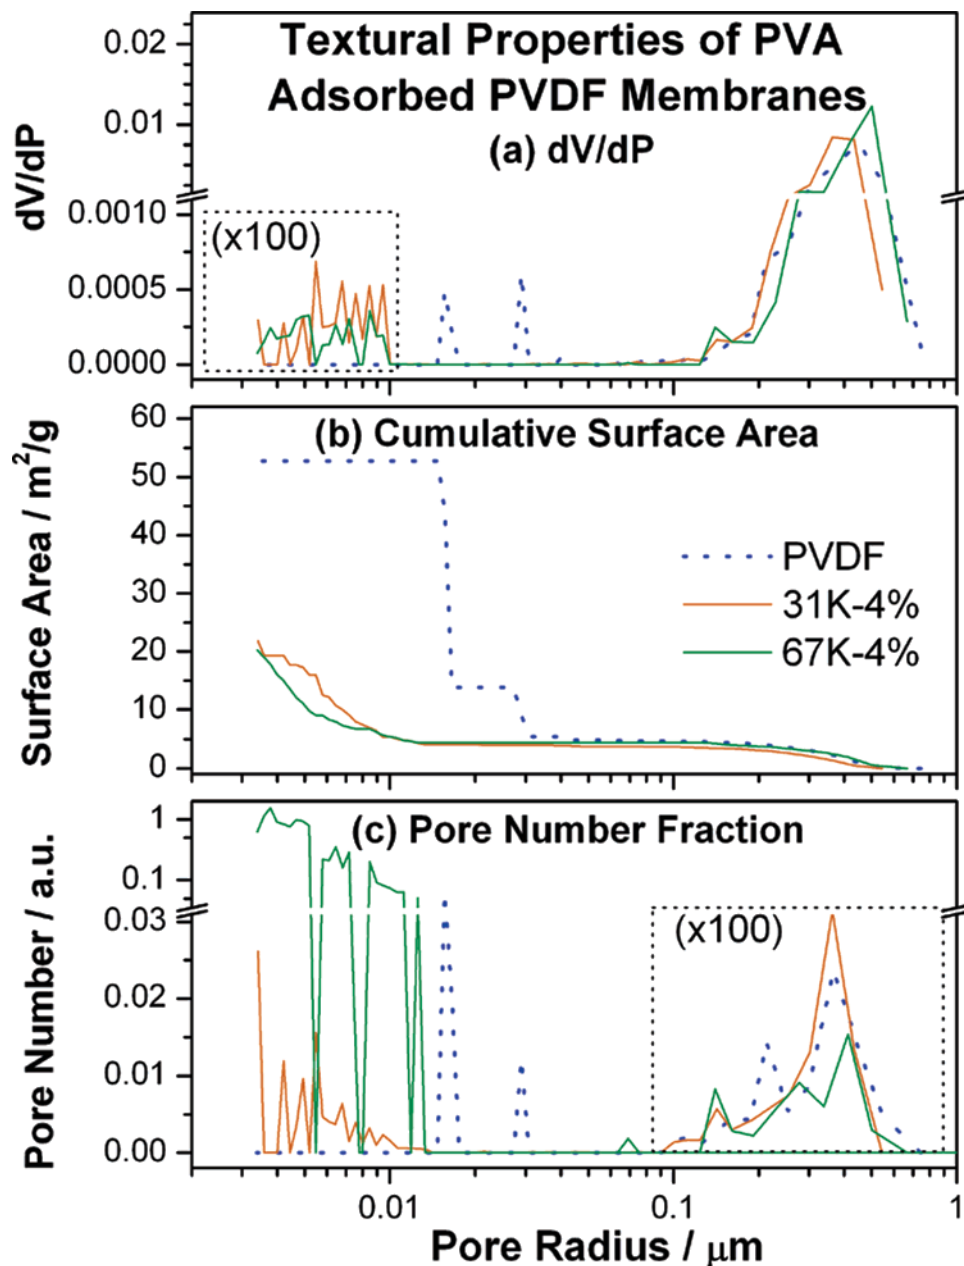 Textural Properties of PVA
Adsorbed PVDF Membranes
(a) dV/dP
dV/dP
0.02
0.01
0.0010
0.0005
0.0000
(x100)
(b) Cumulative Surface Area
Surface Area / m²/g
60
50
40
30
20
10
0
PVDF
31K-4%
67K-4%
(c) Pore Number Fraction
Pore Number / a.u.
1
0.1
0.03
0.02
0.01
0.00
(x100)
0.01
0.1
1
Pore Radius / μm